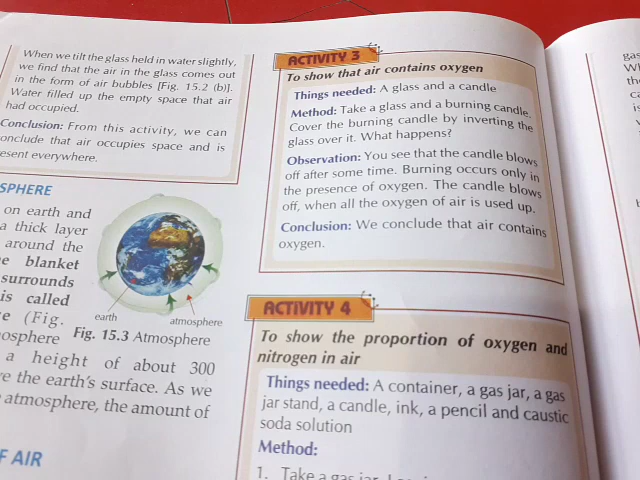 When we tilt the glass held in water slightly,
we find that the air in the glass comes out
in the form of air bubbles [Fig. 15.2 (b)].
Water filled up the empty space that air
had occupied.
Conclusion: From this activity, we can
onclude that air occupies space and is
esent everywhere.
SPHERE
on earth and
a thick layer
around the
e blanket
surrounds
is called
e (Fig.
osphere
earth
atmosphere
Fig. 15.3 Atmosphere
a height of about 300
e the earth's surface. As we
atmosphere, the amount of
F AIR
ACTIVITY 3
To show that air contains oxygen
Things needed: A glass and a candle
Method: Take a glass and a burning candle.
Cover the burning candle by inverting the
glass over it. What happens?
Observation: You see that the candle blows
off after some time. Burning occurs only in
the presence of oxygen. The candle blows
off, when all the oxygen of air is used up.
Conclusion: We conclude that air contains
oxygen.
ACTIVITY 4
To show the proportion of oxygen and
nitrogen in air
Things needed: A container, a gas jar, a gas
jar stand, a candle, ink, a pencil and caustic
soda solution
Method:
1. Take a gas jar
gas